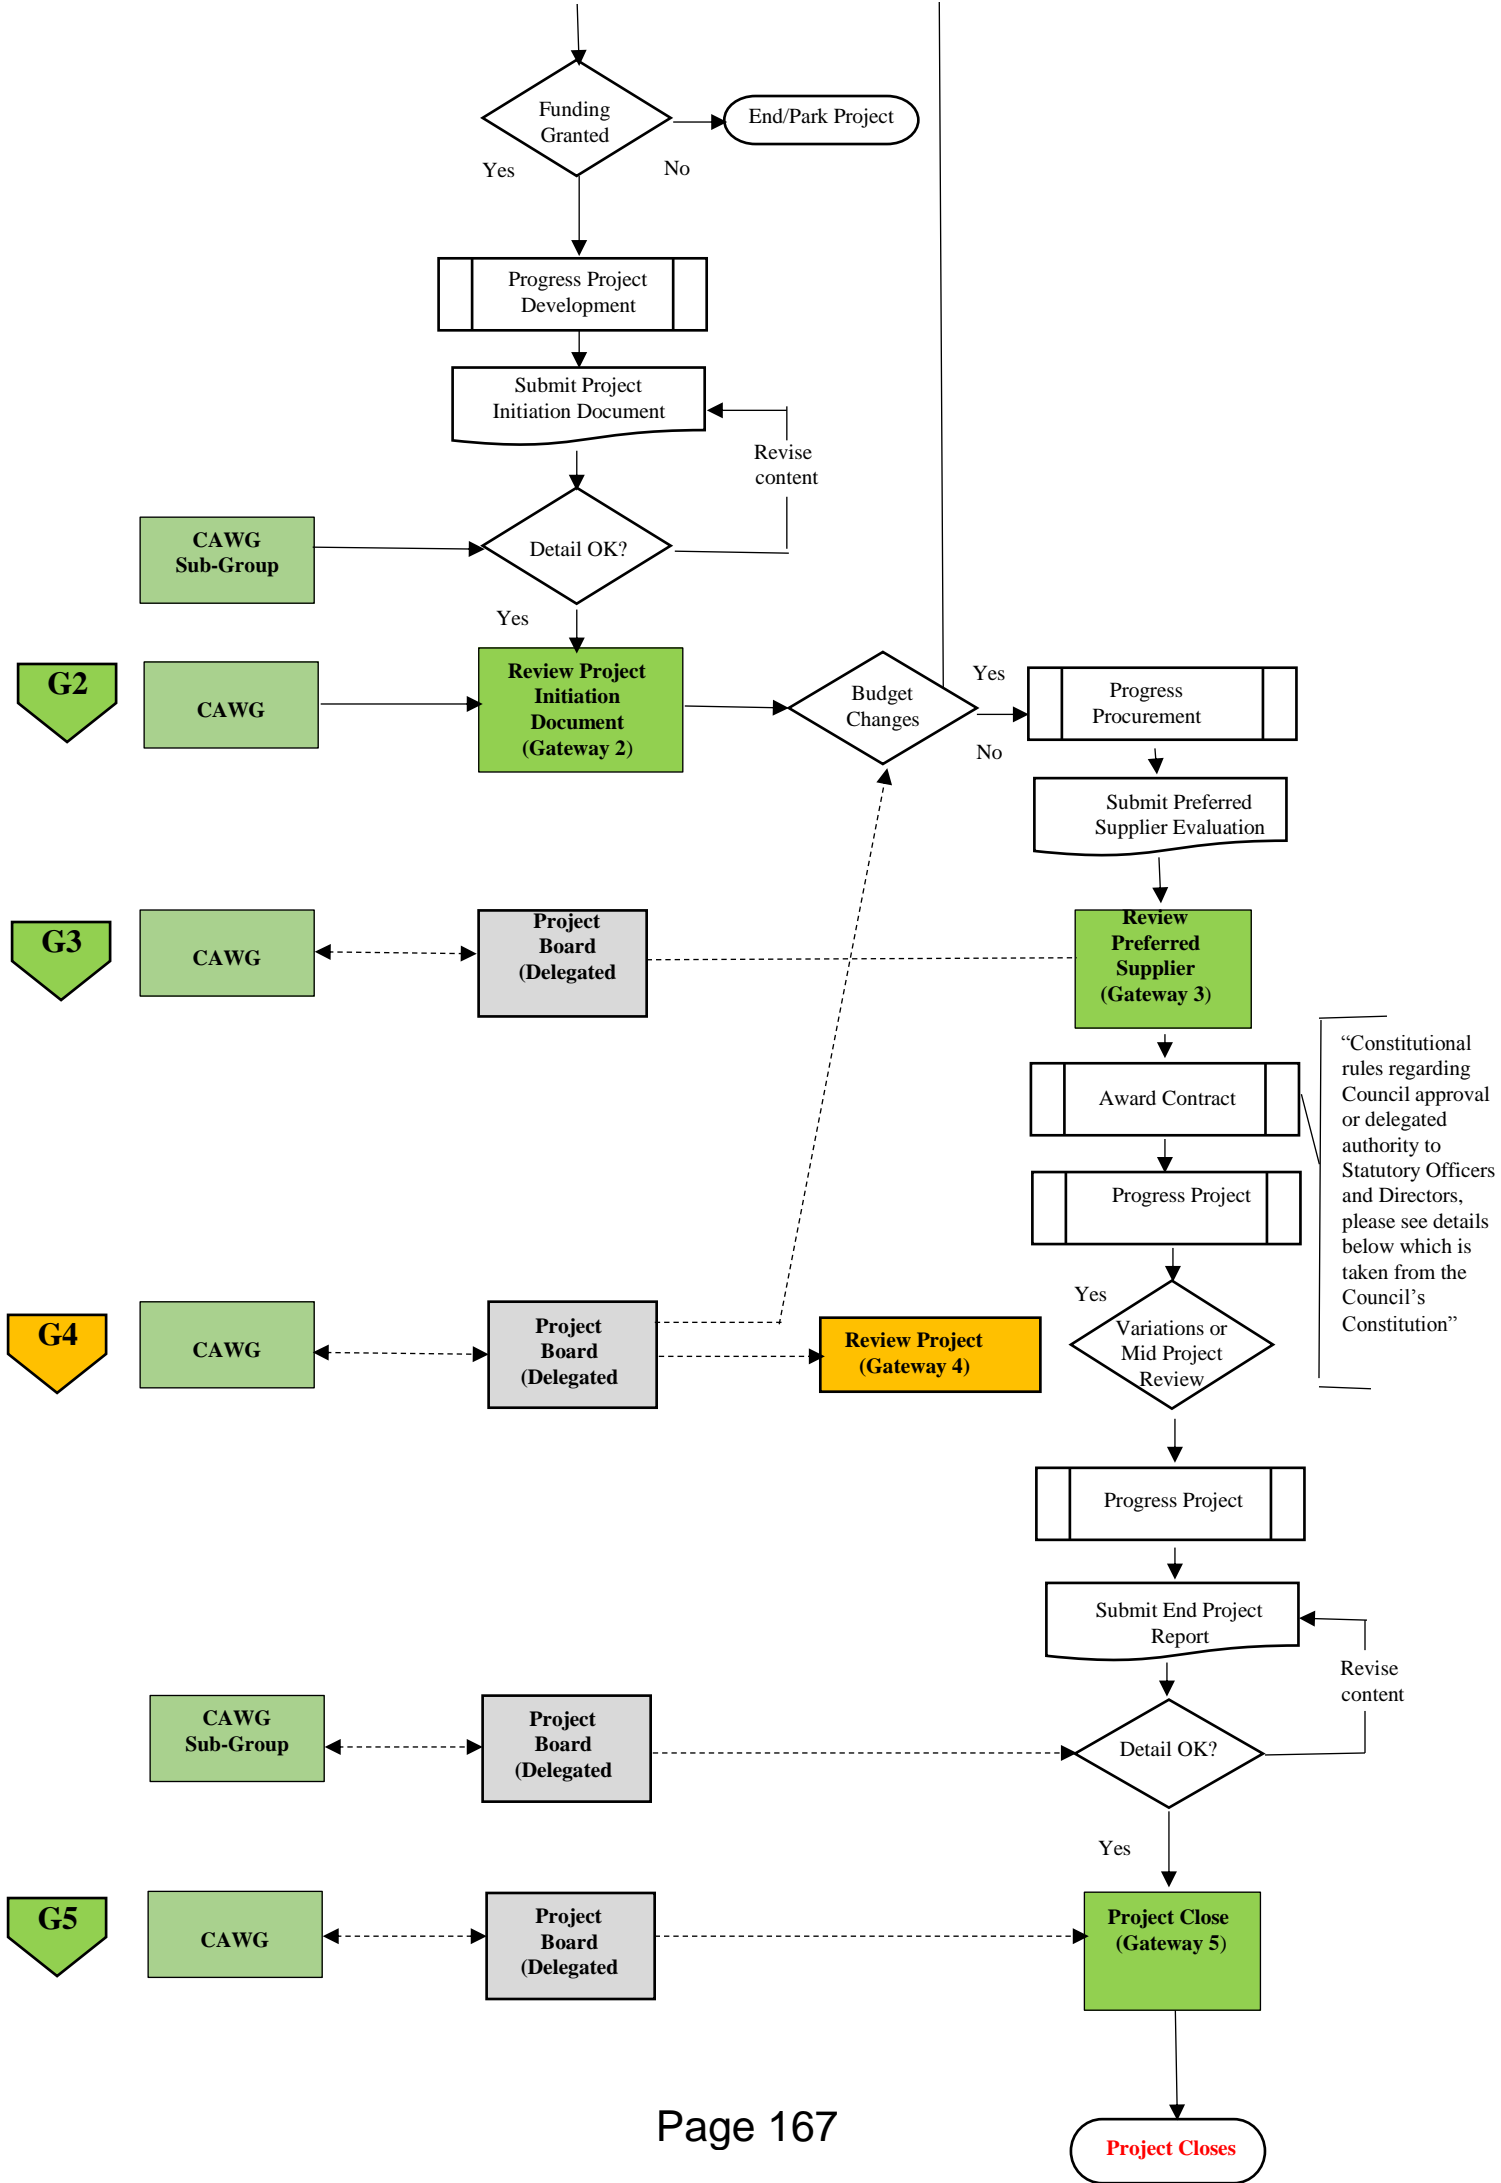 Funding
Granted
End/Park Project
Yes
No
Progress Project
Development
Submit Project
Initiation Document
Revise
content
CAWG
Sub-Group
Detail OK?
Yes
G2
CAWG
Review Project
Initiation
Document
(Gateway 2)
Budget
Changes
Yes
No
Progress
Procurement
Submit Preferred
Supplier Evaluation
G3
CAWG
Project
Board
(Delegated
Review
Preferred
Supplier
(Gateway 3)
Award Contract
“Constitutional
rules regarding
Council approval
or delegated
authority to
Statutory Officers
and Directors,
please see details
below which is
taken from the
Council’s
Constitution”
Progress Project
Yes
Variations or
Mid Project
Review
G4
CAWG
Project
Board
(Delegated
Review Project
(Gateway 4)
Progress Project
Submit End Project
Report
Revise
content
CAWG
Sub-Group
Project
Board
(Delegated
Detail OK?
Yes
G5
CAWG
Project
Board
(Delegated
Project Close
(Gateway 5)
Page 167
Project Closes